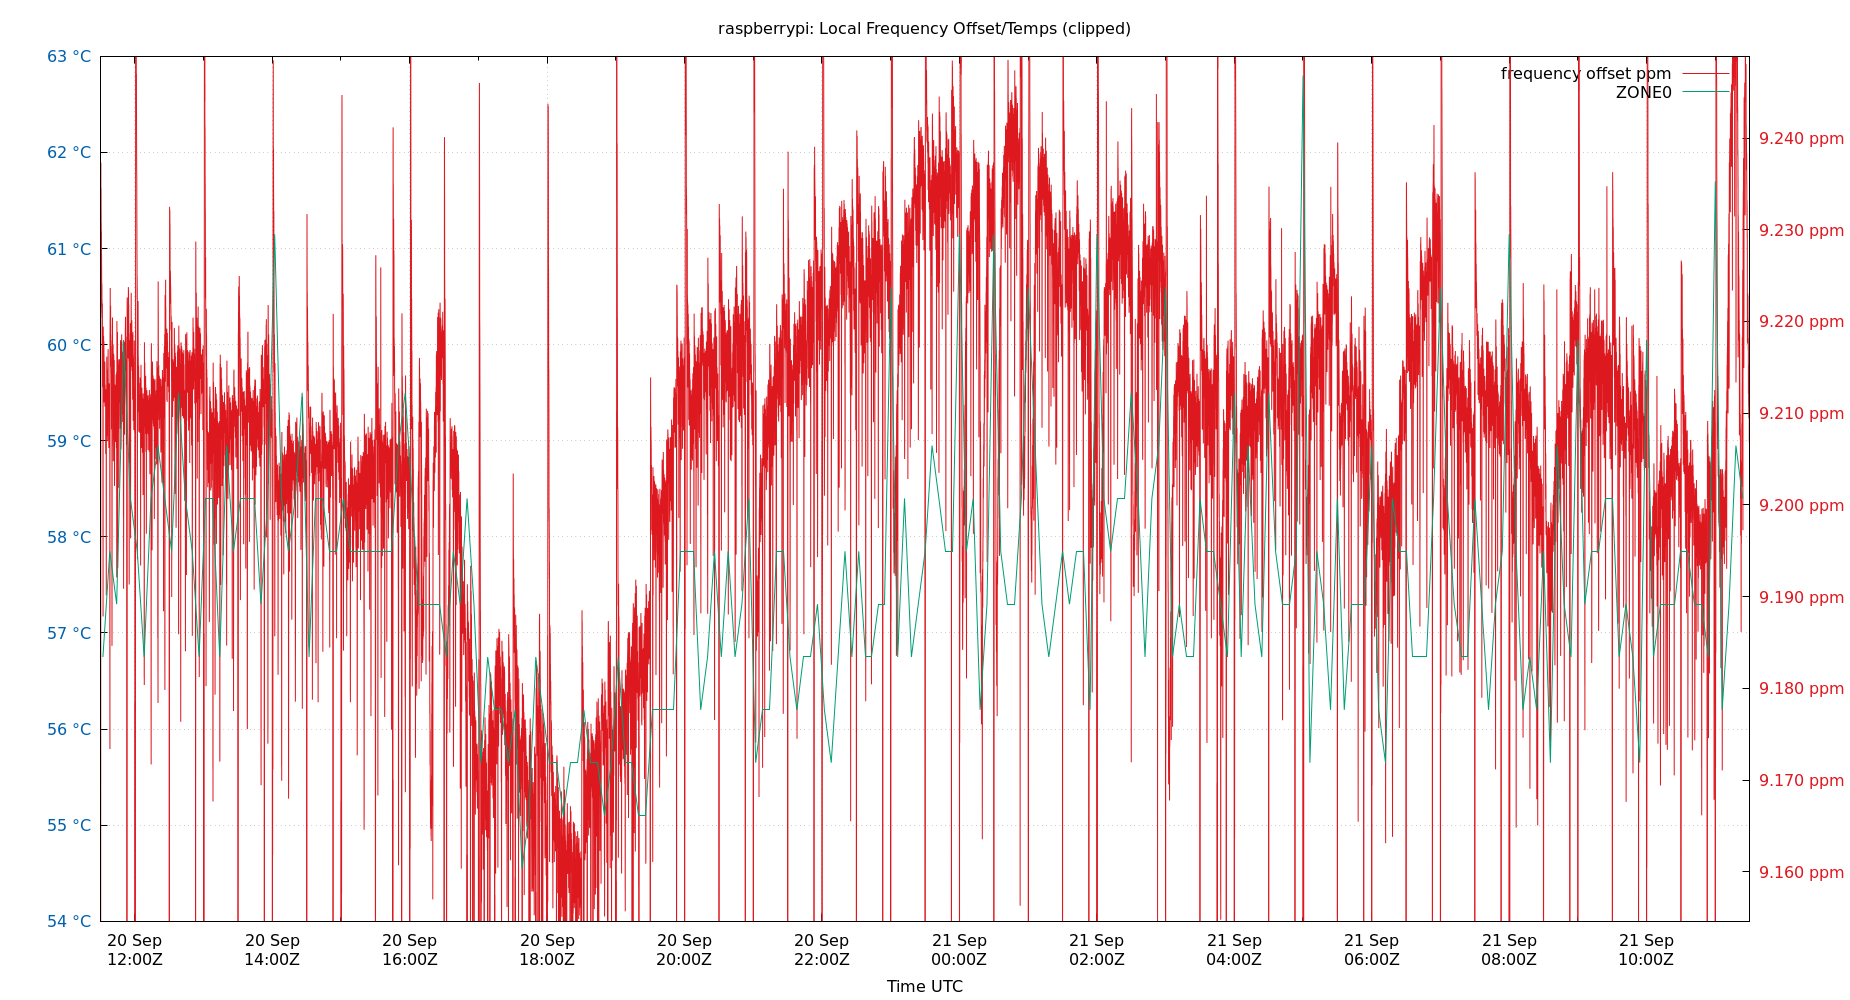 raspberrypi: Local Frequency Offset/Temps (clipped)
frequency offset ppm
ZONE0
63 °C
62 °C
61 °C
60 °C
59 °C
58 °C
57 °C
56 °C
55 °C
54 °C
9.240 ppm
9.230 ppm
9.220 ppm
9.210 ppm
9.200 ppm
9.190 ppm
9.180 ppm
9.170 ppm
9.160 ppm
20 Sep
12:00Z
20 Sep
14:00Z
20 Sep
16:00Z
20 Sep
18:00Z
20 Sep
20:00Z
20 Sep
22:00Z
21 Sep
00:00Z
21 Sep
02:00Z
21 Sep
04:00Z
21 Sep
06:00Z
21 Sep
08:00Z
21 Sep
10:00Z
Time UTC